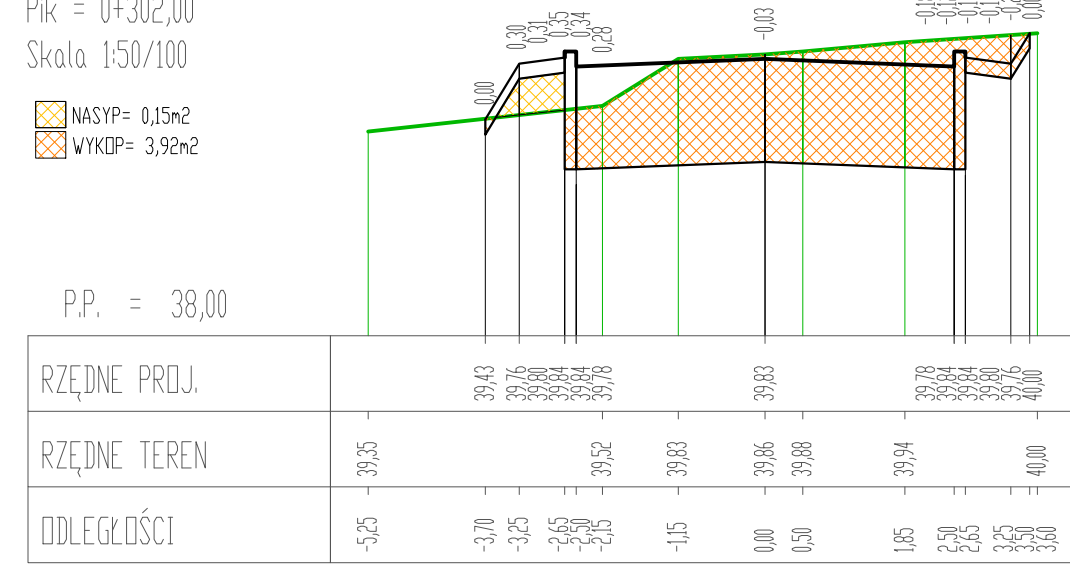 Pik = 0+302,00
Skala 1:50/100
NASYP= 0,15m2
WYKOP= 3,92m2
0,00 0,30 0,31 0,35 0,34 0,28 -0,03 0,00
P.P. = 38,00
RZĘDNE PROJ. 39,43 39,76 39,80 39,84 39,84 39,78 39,83 39,78 39,84 39,84 39,80 39,76 40,00
RZĘDNE TEREN 39,35 39,52 39,83 39,86 39,88 39,94 40,00
ODLEGŁOŚCI -5,25 -3,70 -3,25 -2,65 -2,50 -2,15 -1,15 0,00 0,50 1,85 2,50 2,65 3,25 3,50 3,60